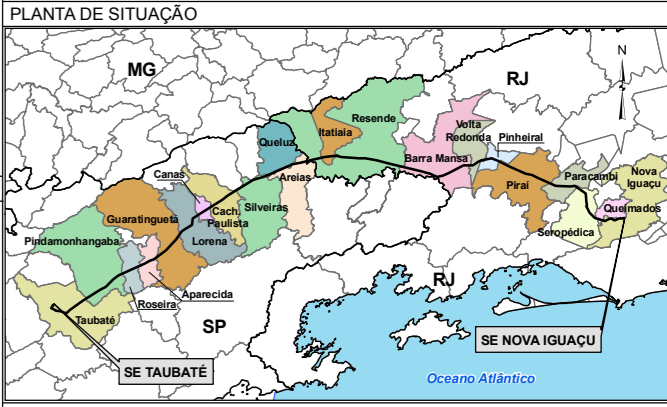 PLANTA DE SITUAÇÃO
N
MG
RJ
Resende
Itatiaia
Volta
Redonda
Pinheiral
Queluz
Barra Mansa
Canas
Areias
Paracambi
Nova
Iguaçu
Piraí
Cach.
Paulista
Silveiras
Guaratinguetá
Queimados
Lorena
Seropédica
Pindamonhangaba
Aparecida
Roseira
RJ
Taubaté
SP
SE NOVA IGUAÇU
SE TAUBATÉ
Oceano Atlântico